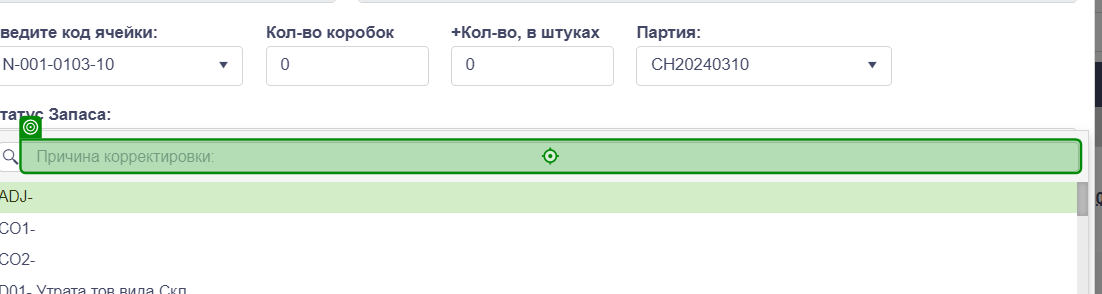 ведите код ячейки: Кол-во коробок +Кол-во, в штуках Партия:
N-001-0103-10 0 0 CH20240310
татус Запаса:
Причина корректировки:
ADJ-
CO1-
CO2-
D01- Утрата тов.вида Скл